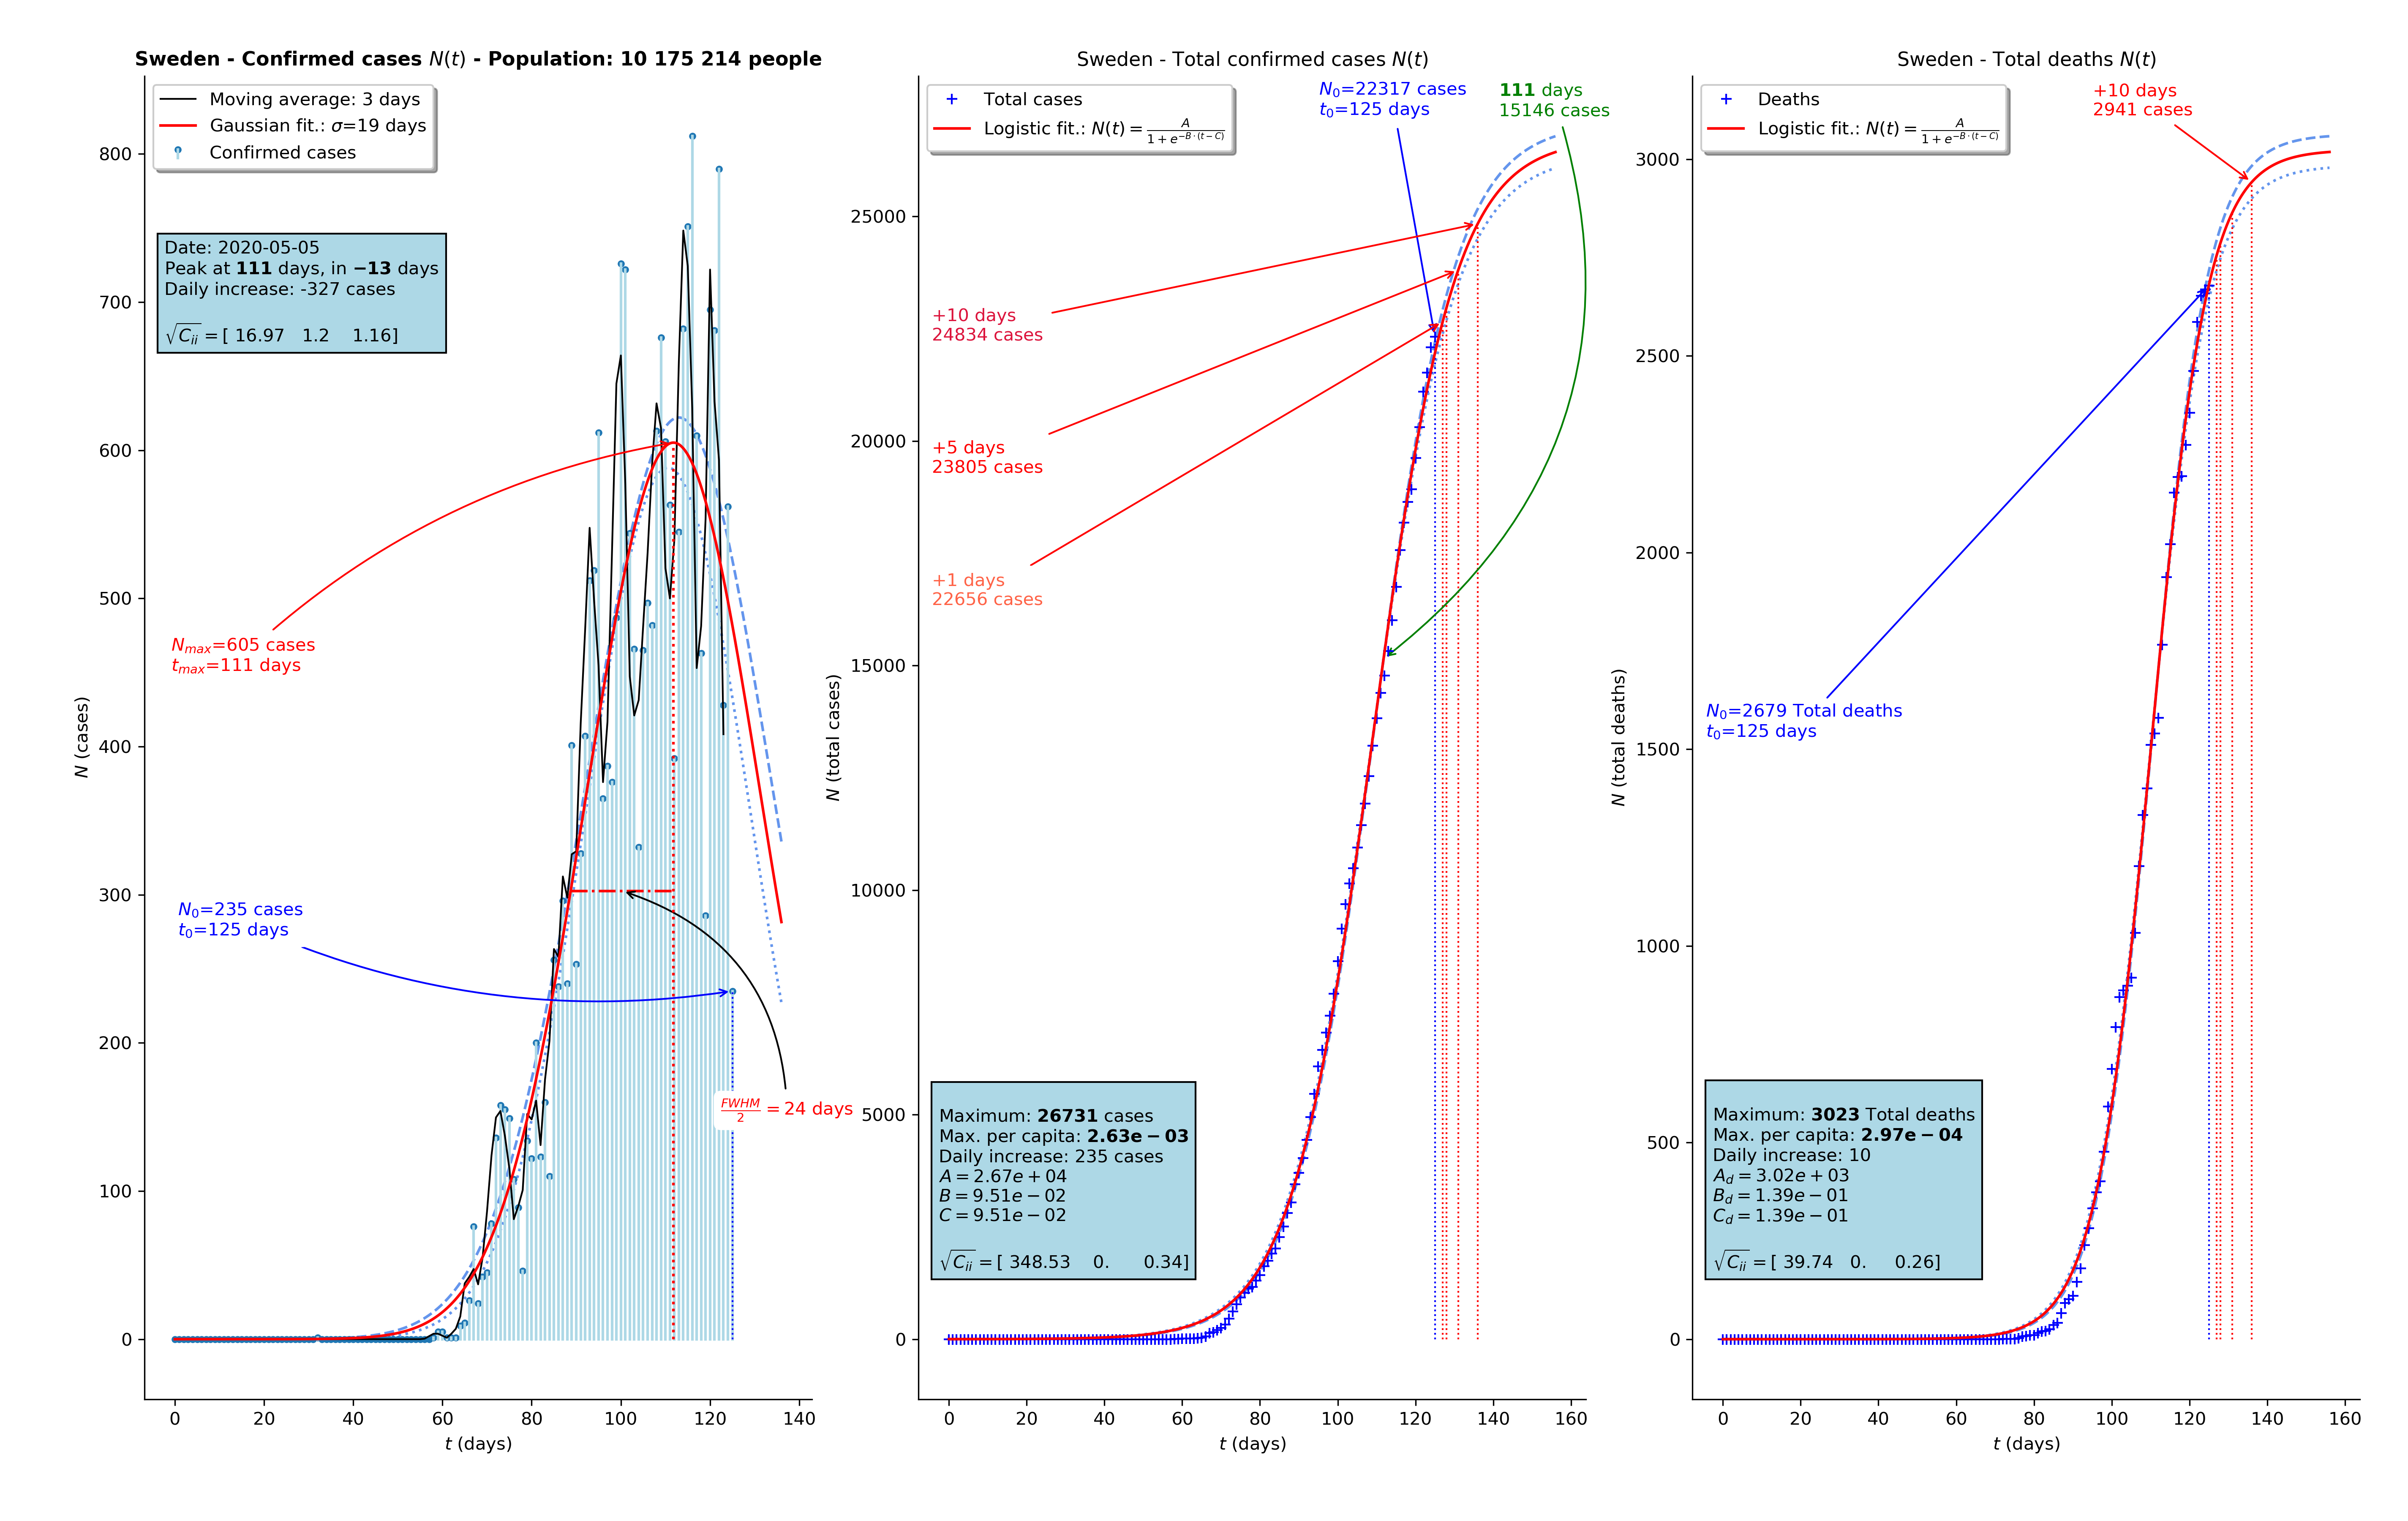 Sweden - Confirmed cases N(t) - Population: 10 175 214 people
Moving average: 3 days
Gaussian fit.: σ=19 days
Confirmed cases
Date: 2020-05-05
Peak at 111 days, in −13 days
Daily increase: -327 cases
√C_ii = [ 16.97 1.2 1.16]
N_max=605 cases
t_max=111 days
N_0=235 cases
t_0=125 days
FWHM/2 = 24 days
N (cases)
800
700
600
500
400
300
200
100
0
0 20 40 60 80 100 120 140
t (days)
Sweden - Total confirmed cases N(t)
Total cases
Logistic fit.: N(t) = A/(1 + e^{−B·(t−C)})
N_0=22317 cases
t_0=125 days
111 days
15146 cases
+10 days
24834 cases
+5 days
23805 cases
+1 days
22656 cases
Maximum: 26731 cases
Max. per capita: 2.63e − 03
Daily increase: 235 cases
A = 2.67e + 04
B = 9.51e − 02
C = 9.51e − 02
√C_ii = [ 348.53 0. 0.34]
N (total cases)
25000
20000
15000
10000
5000
0
0 20 40 60 80 100 120 140 160
t (days)
Sweden - Total deaths N(t)
Deaths
Logistic fit.: N(t) = A/(1 + e^{−B·(t−C)})
+10 days
2941 cases
N_0=2679 Total deaths
t_0=125 days
Maximum: 3023 Total deaths
Max. per capita: 2.97e − 04
Daily increase: 10
A_d = 3.02e + 03
B_d = 1.39e − 01
C_d = 1.39e − 01
√C_ii = [ 39.74 0. 0.26]
N (total deaths)
3000
2500
2000
1500
1000
500
0
0 20 40 60 80 100 120 140 160
t (days)